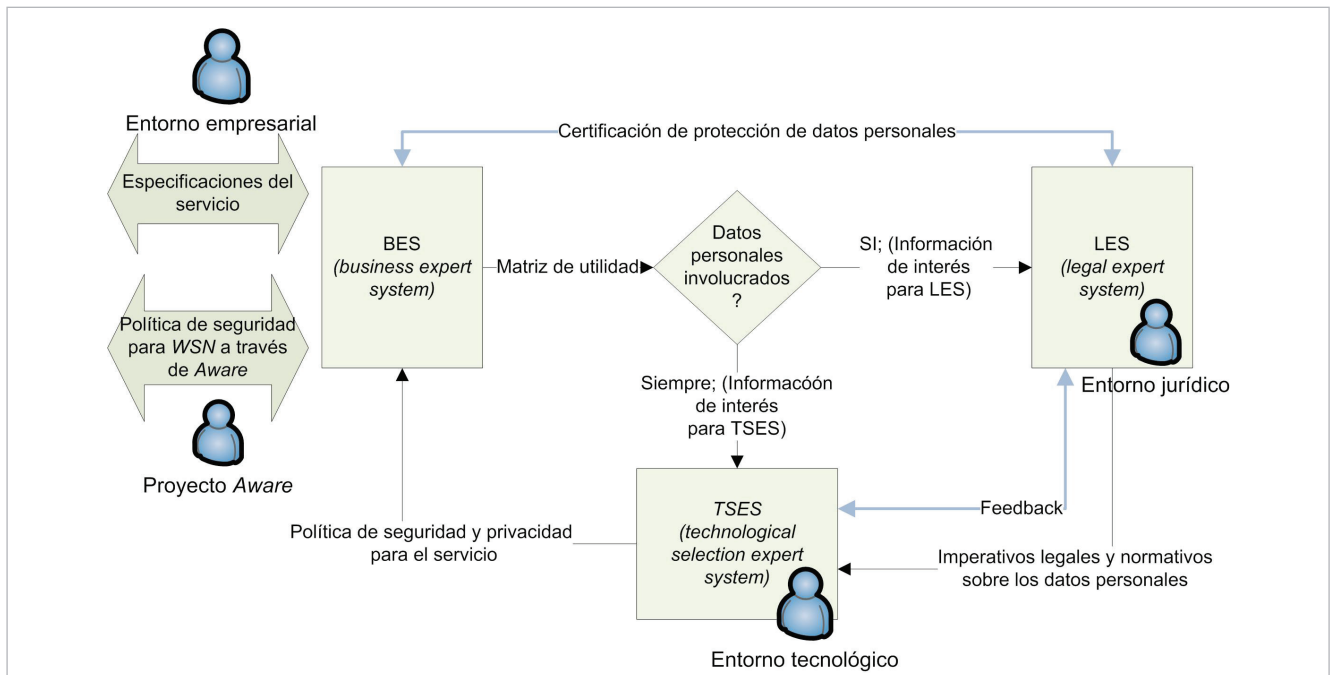 Entorno empresarial
Especificaciones del
servicio
Política de seguridad
para WSN a través
de Aware
Proyecto Aware
Certificación de protección de datos personales
BES
(business expert
system)
Matriz de utilidad
Datos
personales
involucrados
?
SI; (Información
de interés
para LES)
LES
(legal expert
system)
Entorno jurídico
Siempre; (Informacóón
de interés
para TSES)
TSES
(technological
selection expert
system)
Entorno tecnológico
Política de seguridad y privacidad
para el servicio
Feedback
Imperativos legales y normativos
sobre los datos personales